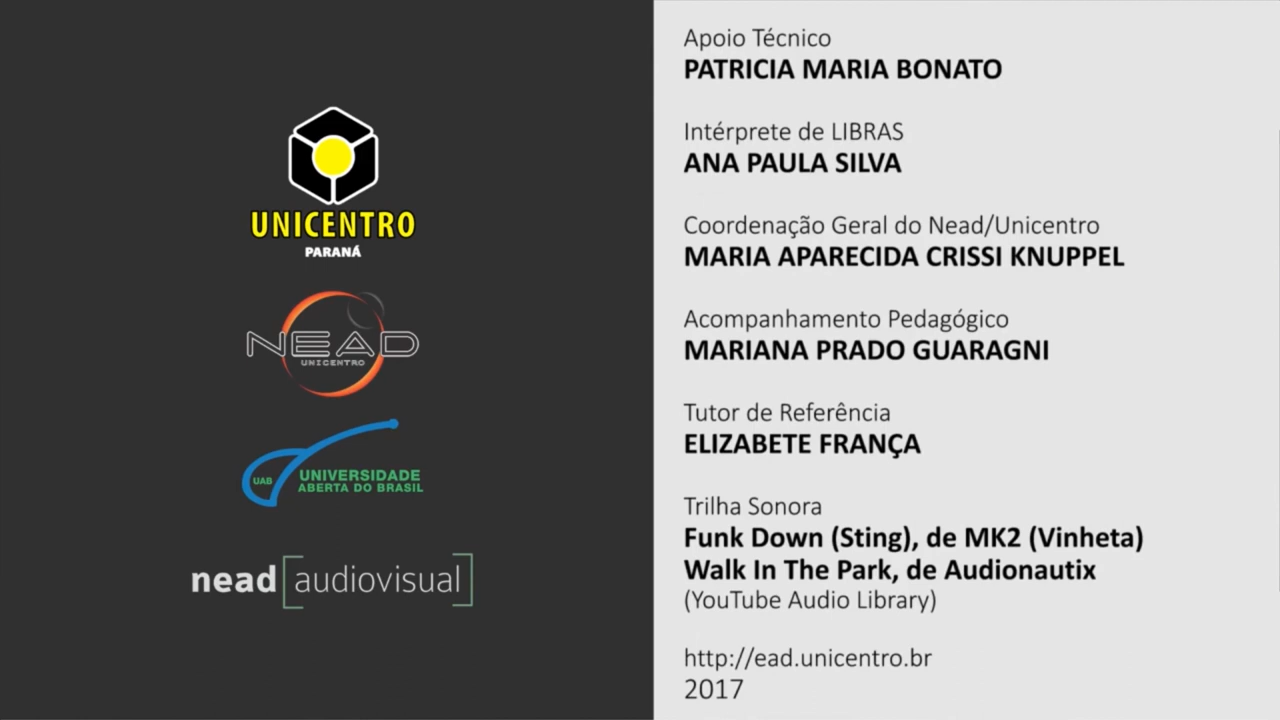 UNICENTRO
PARANÁ
NEAD
UNICENTRO
UAB
UNIVERSIDADE
ABERTA DO BRASIL
nead[audiovisual]
Apoio Técnico
PATRICIA MARIA BONATO
Intérprete de LIBRAS
ANA PAULA SILVA
Coordenação Geral do Nead/Unicentro
MARIA APARECIDA CRISSI KNUPPEL
Acompanhamento Pedagógico
MARIANA PRADO GUARAGNI
Tutor de Referência
ELIZABETE FRANÇA
Trilha Sonora
Funk Down (Sting), de MK2 (Vinheta)
Walk In The Park, de Audionautix
(YouTube Audio Library)
http://ead.unicentro.br
2017